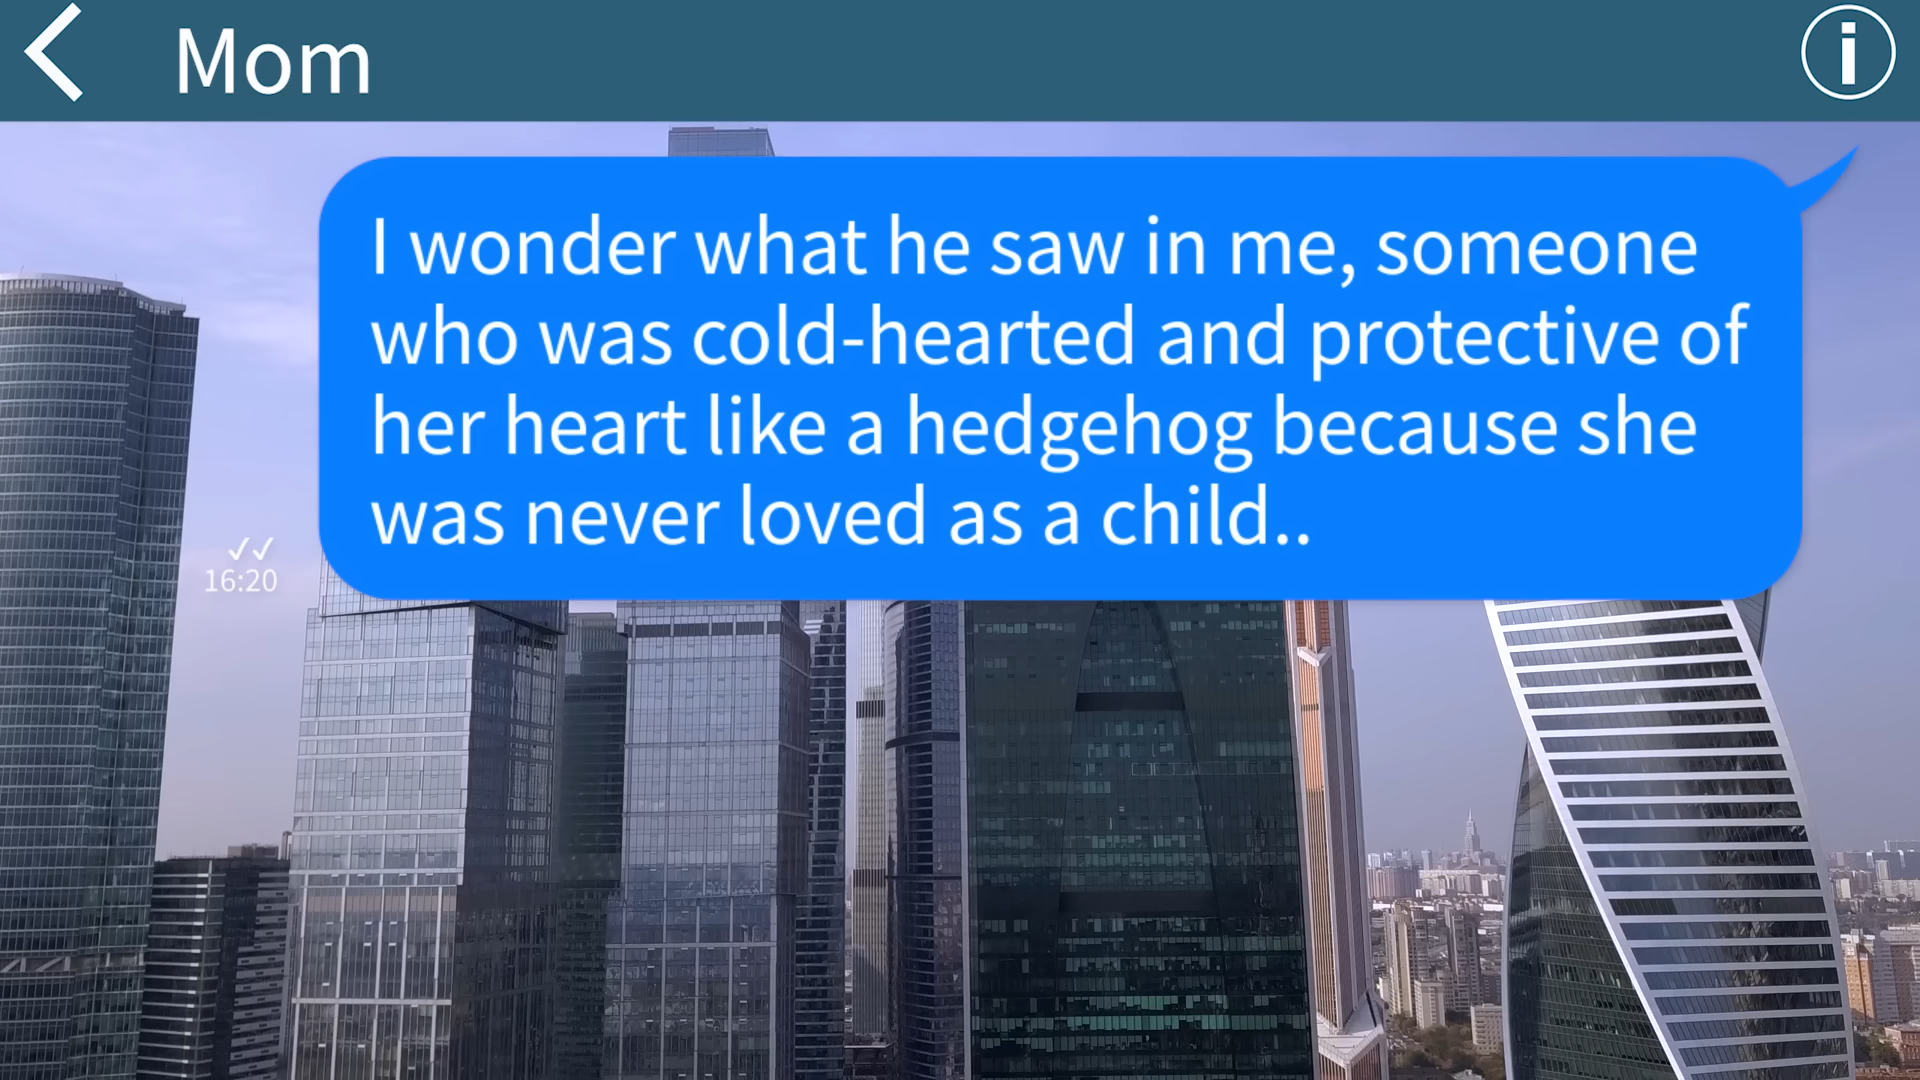 Mom
I wonder what he saw in me, someone
who was cold-hearted and protective of
her heart like a hedgehog because she
was never loved as a child..
✓✓
16:20